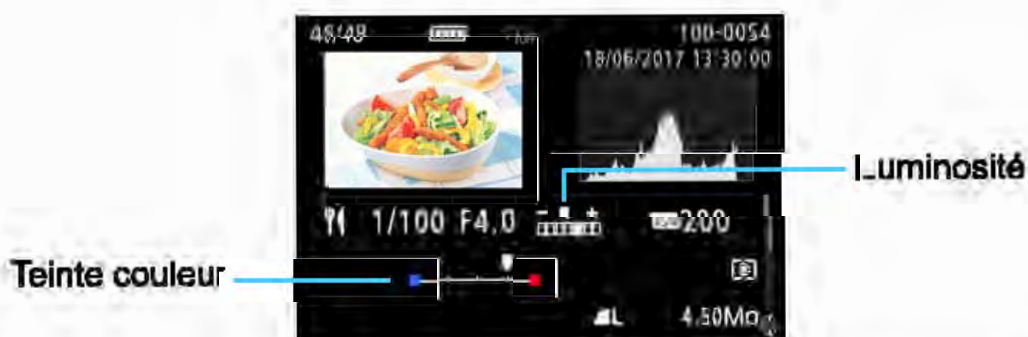 48/48 100-0054
18/06/2017 13:30:00
Luminosité
1/100 F4.0 - + 200
Teinte couleur
L 4.50Mo